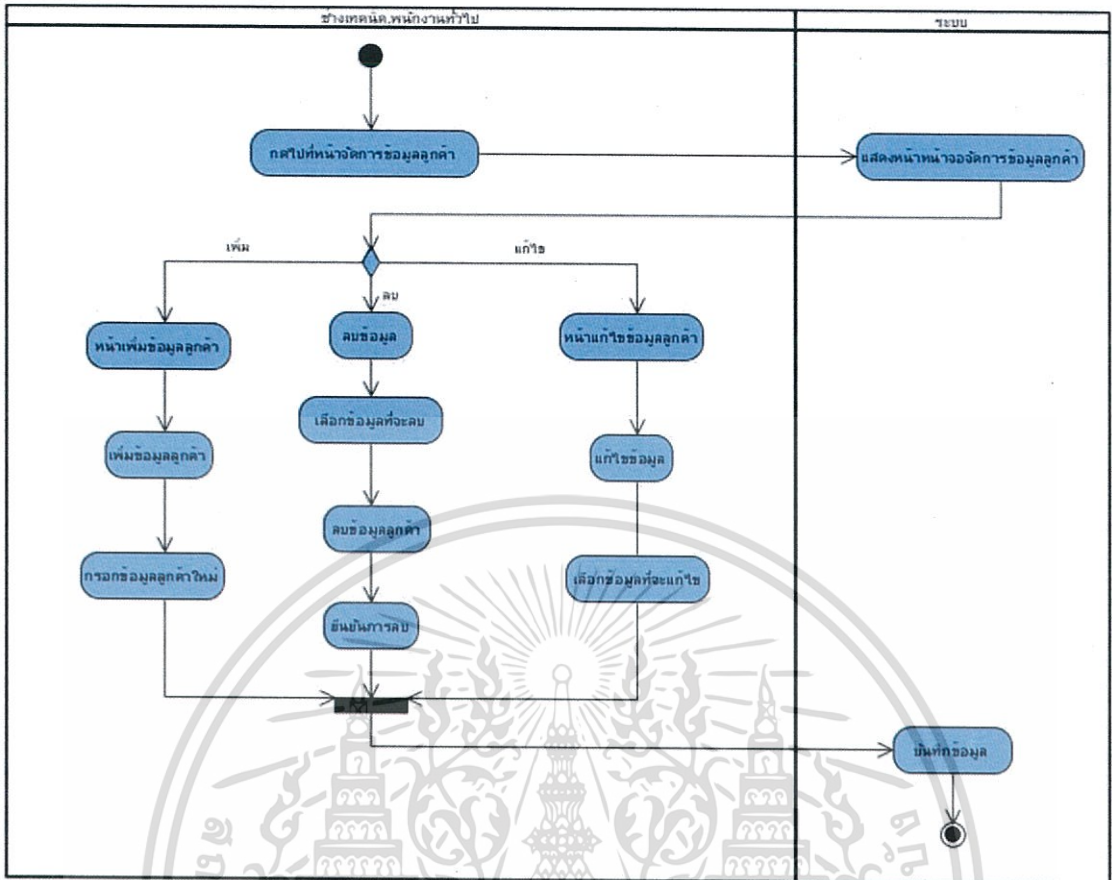 ช่างเทคนิค,พนักงานทั่วไป
ระบบ
กดไปที่หน้าจัดการข้อมูลลูกค้า
แสดงหน้าหน้าจอจัดการข้อมูลลูกค้า
เพิ่ม
แก้ไข
ลบ
หน้าเพิ่มข้อมูลลูกค้า
ลบข้อมูล
หน้าแก้ไขข้อมูลลูกค้า
เลือกข้อมูลที่จะลบ
เพิ่มข้อมูลลูกค้า
แก้ไขข้อมูล
ลบข้อมูลลูกค้า
กรอกข้อมูลลูกค้าใหม่
เลือกข้อมูลที่จะแก้ไข
ยืนยันการลบ
บันทึกข้อมูล